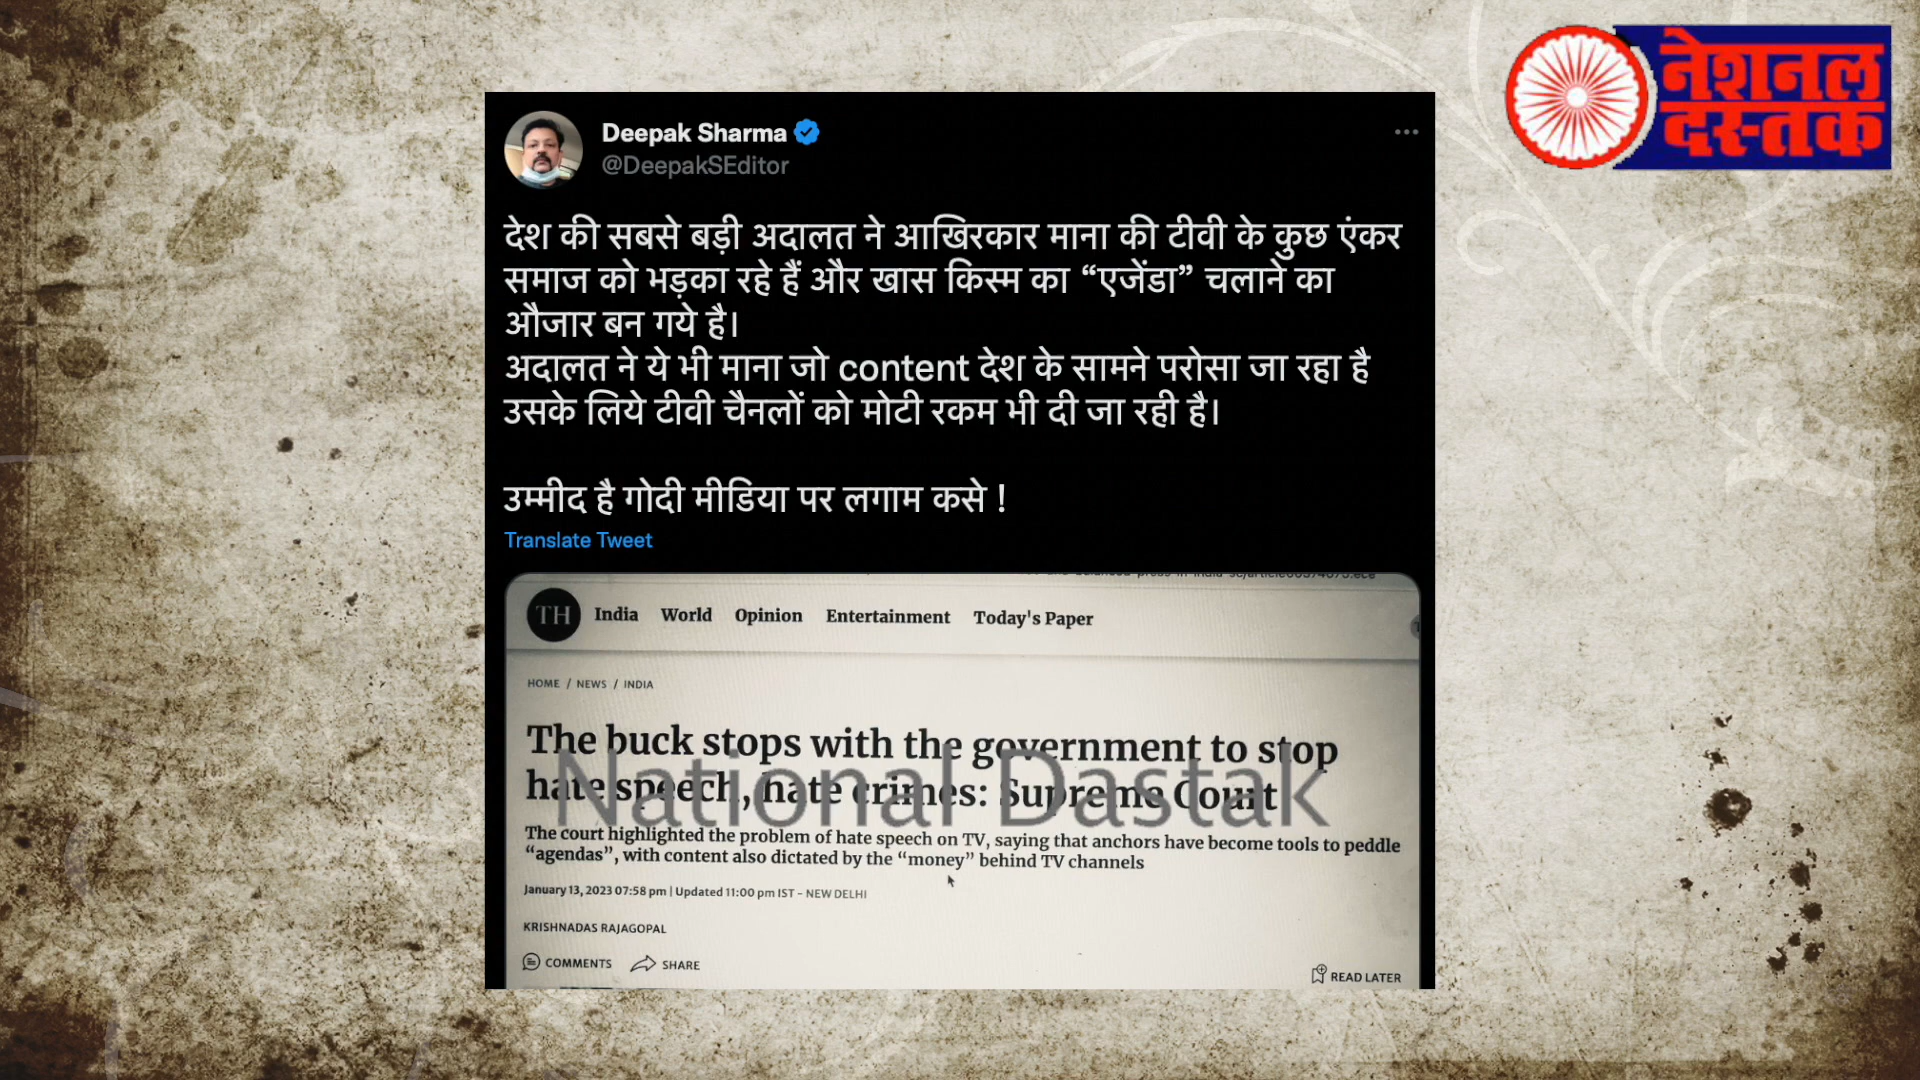 नेशनल
दस्तक
Deepak Sharma
@DeepakSEditor
देश की सबसे बड़ी अदालत ने आखिरकार माना की टीवी के कुछ एंकर
समाज को भड़का रहे हैं और खास किस्म का “एजेंडा” चलाने का
औजार बन गये है।
अदालत ने ये भी माना जो content देश के सामने परोसा जा रहा है
उसके लिये टीवी चैनलों को मोटी रकम भी दी जा रही है।
उम्मीद है गोदी मीडिया पर लगाम कसे !
Translate Tweet
TH India World Opinion Entertainment Today's Paper
HOME / NEWS / INDIA
The buck stops with the government to stop
hate speech, hate crimes: Supreme Court
National Dastak
The court highlighted the problem of hate speech on TV, saying that anchors have become tools to peddle
“agendas”, with content also dictated by the “money” behind TV channels
January 13, 2023 07:58 pm | Updated 11:00 pm IST - NEW DELHI
KRISHNADAS RAJAGOPAL
COMMENTS SHARE
READ LATER